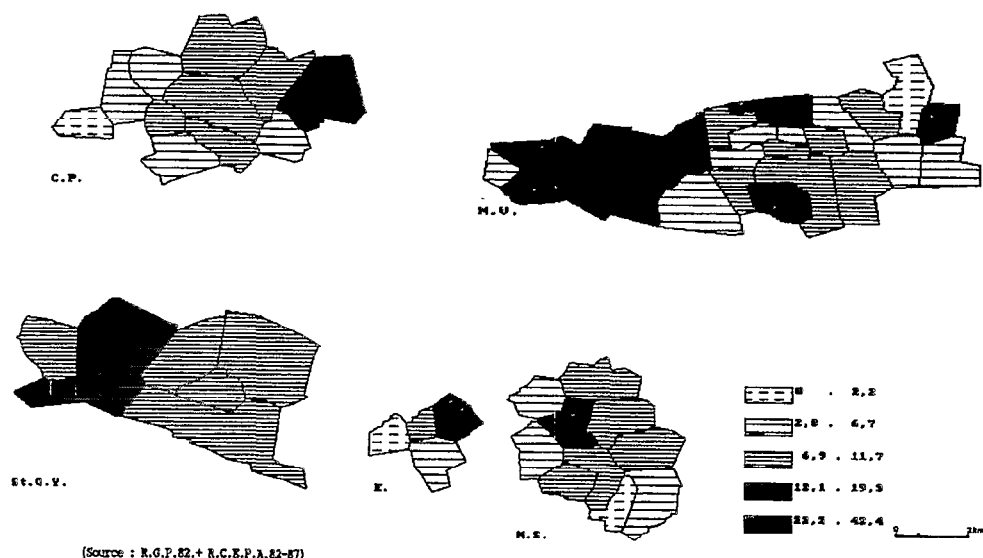 C.P.
M.V.
St.G.Y.
K.
M.S.
0 . 2,2
2,8 . 6,7
6,9 . 11,7
12,1 . 19,3
22,2 . 42,4
0 2km
(Source : R.G.P.82.+ R.C.E.P.A.82-87)